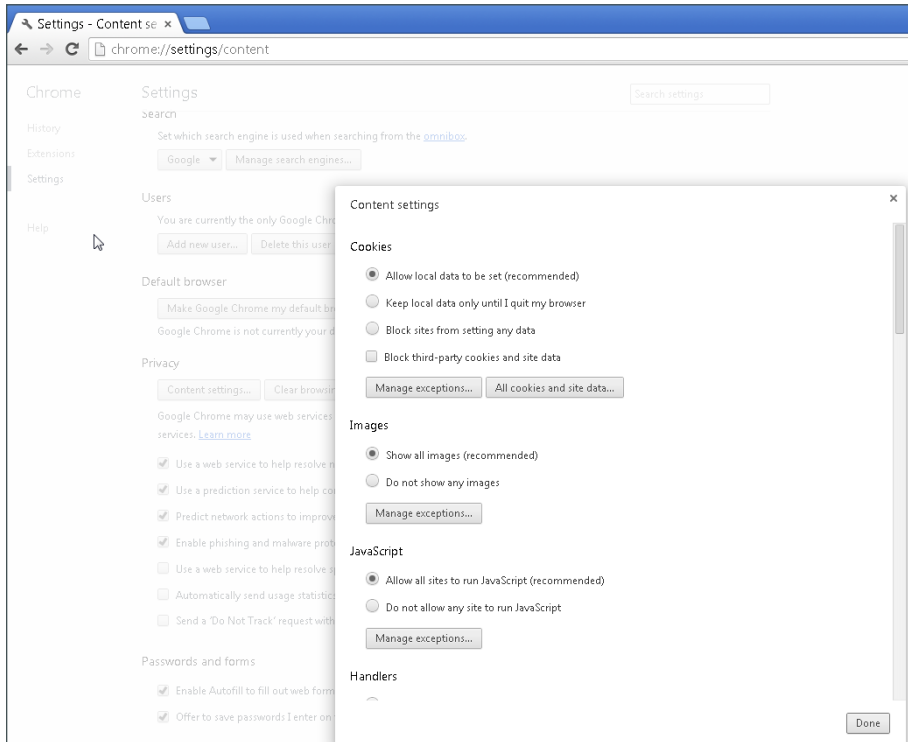 Settings - Content se
chrome://settings/content
Chrome
Settings
Search settings
History
Extensions
Settings
Help
Search
Set which search engine is used when searching from the omnibox.
Google Manage search engines...
Users
You are currently the only Google Chr
Add new user... Delete this user
Default browser
Make Google Chrome my default br
Google Chrome is not currently your d
Privacy
Content settings... Clear browsin
Google Chrome may use web services
services. Learn more
Use a web service to help resolve n
Use a prediction service to help co
Predict network actions to improve
Enable phishing and malware prot
Use a web service to help resolve s
Automatically send usage statistics
Send a 'Do Not Track' request with
Passwords and forms
Enable Autofill to fill out web form
Offer to save passwords I enter on
Content settings
Cookies
Allow local data to be set (recommended)
Keep local data only until I quit my browser
Block sites from setting any data
Block third-party cookies and site data
Manage exceptions... All cookies and site data...
Images
Show all images (recommended)
Do not show any images
Manage exceptions...
JavaScript
Allow all sites to run JavaScript (recommended)
Do not allow any site to run JavaScript
Manage exceptions...
Handlers
Done